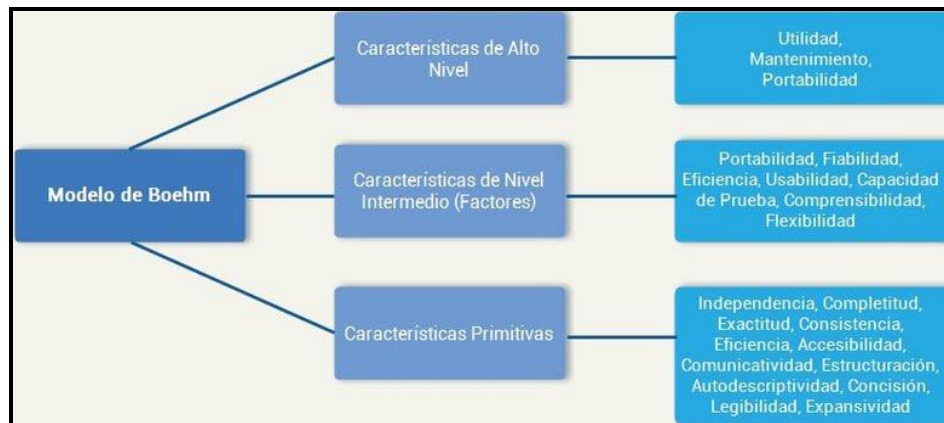 Características de Alto
Nivel
Utilidad,
Mantenimiento,
Portabilidad
Modelo de Boehm
Características de Nivel
Intermedio (Factores)
Portabilidad, Fiabilidad,
Eficiencia, Usabilidad, Capacidad
de Prueba, Comprensibilidad,
Flexibilidad
Características Primitivas
Independencia, Completitud,
Exactitud, Consistencia,
Eficiencia, Accesibilidad,
Comunicatividad, Estructuración,
Autodescriptividad, Concisión,
Legibilidad, Expansividad